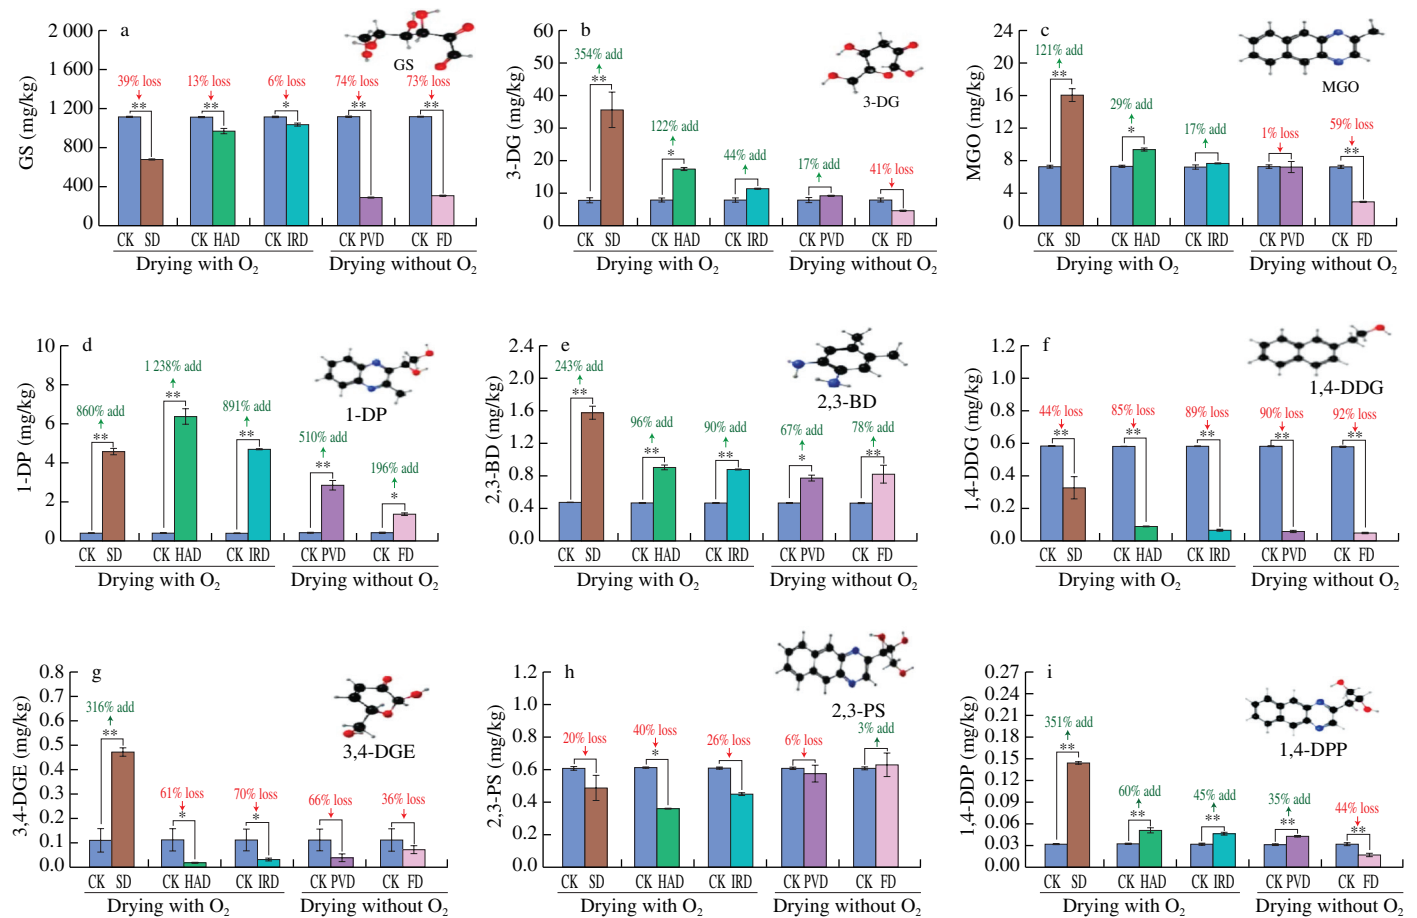 a
2 000
1 600
1200
800
400
0
GS (mg/kg)
GS
39% loss
13% loss
6% loss
74% loss
73% loss
** ** * ** **
CK SD CK HAD CK IRD CK PVD CK FD
Drying with O2 Drying without O2
b
60
50
40
30
20
10
0
3-DG (mg/kg)
3-DG
354% add
122% add
44% add
17% add
41% loss
** *
CK SD CK HAD CK IRD CK PVD CK FD
Drying with O2 Drying without O2
c
24
20
16
12
8
4
0
MGO (mg/kg)
MGO
121% add
29% add
17% add
1% loss
59% loss
** * **
CK SD CK HAD CK IRD CK PVD CK FD
Drying with O2 Drying without O2
d
10
8
6
4
2
0
1-DP (mg/kg)
1-DP
860% add
1 238% add
891% add
510% add
196% add
** ** ** ** *
CK SD CK HAD CK IRD CK PVD CK FD
Drying with O2 Drying without O2
e
2.4
2.0
1.6
1.2
0.8
0.4
0.0
2,3-BD (mg/kg)
2,3-BD
243% add
96% add
90% add
67% add
78% add
** ** ** * **
CK SD CK HAD CK IRD CK PVD CK FD
Drying with O2 Drying without O2
f
1.2
1.0
0.8
0.6
0.4
0.2
0.0
1,4-DDG (mg/kg)
1,4-DDG
44% loss
85% loss
89% loss
90% loss
92% loss
** ** ** ** **
CK SD CK HAD CK IRD CK PVD CK FD
Drying with O2 Drying without O2
g
0.8
0.7
0.6
0.5
0.4
0.3
0.2
0.1
0.0
3,4-DGE (mg/kg)
3,4-DGE
316% add
61% loss
70% loss
66% loss
36% loss
** * *
CK SD CK HAD CK IRD CK PVD CK FD
Drying with O2 Drying without O2
h
1.2
1.0
0.8
0.6
0.4
0.2
0.0
2,3-PS (mg/kg)
2,3-PS
20% loss
40% loss
26% loss
6% loss
3% add
*
CK SD CK HAD CK IRD CK PVD CK FD
Drying with O2 Drying without O2
i
0.27
0.24
0.21
0.18
0.15
0.12
0.09
0.06
0.03
0.00
1,4-DDP (mg/kg)
1,4-DPP
351% add
60% add
45% add
35% add
44% loss
** ** ** ** **
CK SD CK HAD CK IRD CK PVD CK FD
Drying with O2 Drying without O2